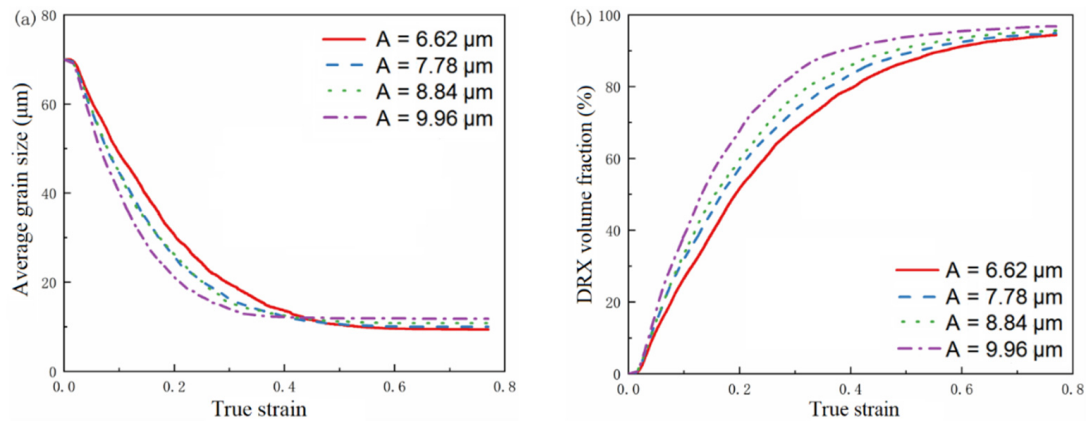 (a)
80
60
40
20
0
Average grain size (μm)
A = 6.62 μm
A = 7.78 μm
A = 8.84 μm
A = 9.96 μm
0.0 0.2 0.4 0.6 0.8
True strain
(b)
100
80
60
40
20
0
DRX volume fraction (%)
A = 6.62 μm
A = 7.78 μm
A = 8.84 μm
A = 9.96 μm
0.0 0.2 0.4 0.6 0.8
True strain